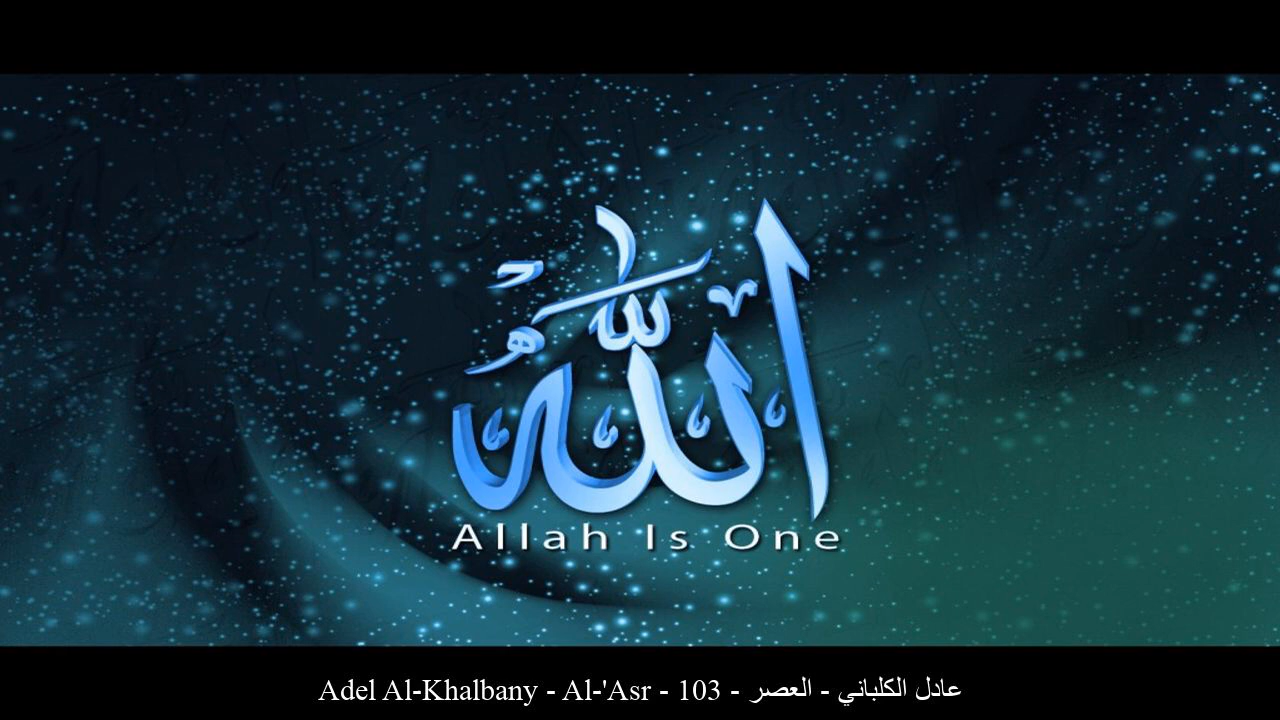 الله
Allah Is One
Adel Al-Khalbany - Al-'Asr - 103 - عادل الكلباني - العصر